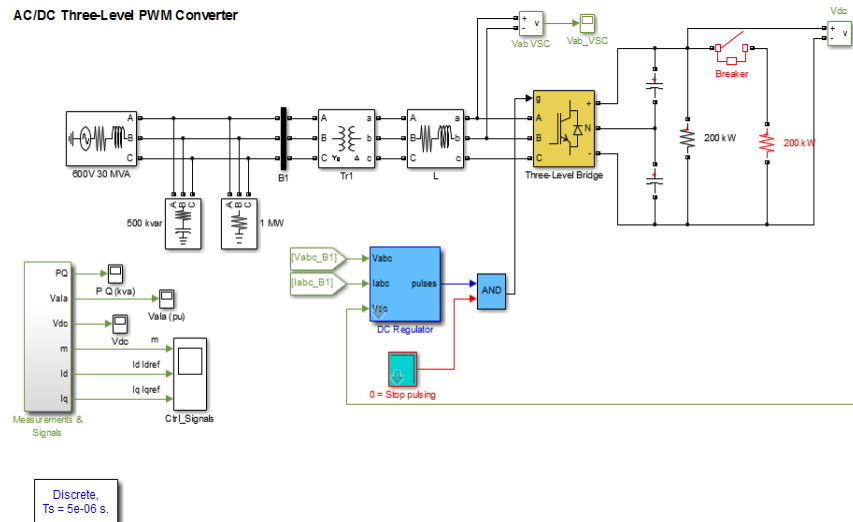 AC/DC Three-Level PWM Converter
Vdc
+
v
-
+
v
-
Vab VSC
Vab_VSC
Breaker
A
B
C
600V 30 MVA
B1
A
B
C
Yg
Δ
a
b
c
Tr1
A
B
C
a
b
c
L
g
A
B
C
+
N
-
Three-Level Bridge
200 kW
200 kW
A B C
500 kvar
A B C
1 MW
[Vabc_B1]
[Iabc_B1]
Vabc
Iabc
Vdc
pulses
DC Regulator
AND
0 = Stop pulsing
PQ
P Q (kva)
VaIa
VaIa (pu)
Vdc
Vdc
m
m
Id
Id Idref
Iq
Iq Iqref
Measurements &
Signals
Ctrl_Signals
Discrete,
Ts = 5e-06 s.